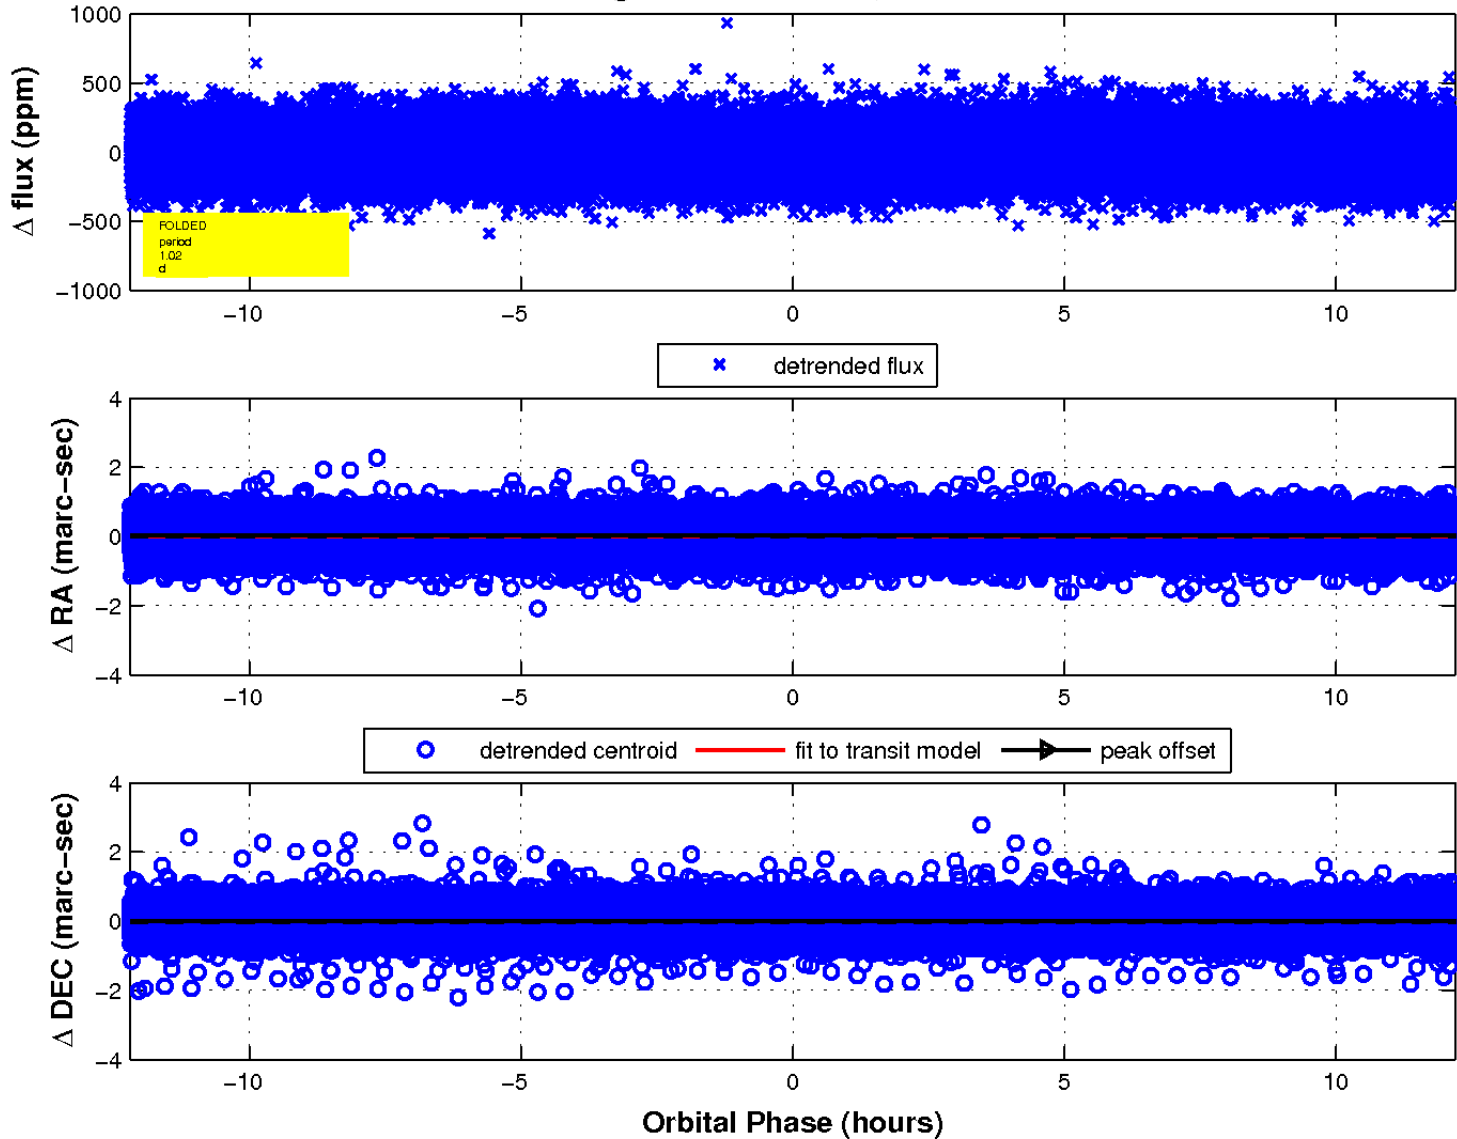 1000
500
0
−500
−1000
Δ flux (ppm)
FOLDED
period
1.02
d
−10 −5 0 5 10
detrended flux
4
2
0
−2
−4
Δ RA (marc−sec)
−10 −5 0 5 10
detrended centroid fit to transit model peak offset
4
2
0
−2
−4
Δ DEC (marc−sec)
−10 −5 0 5 10
Orbital Phase (hours)